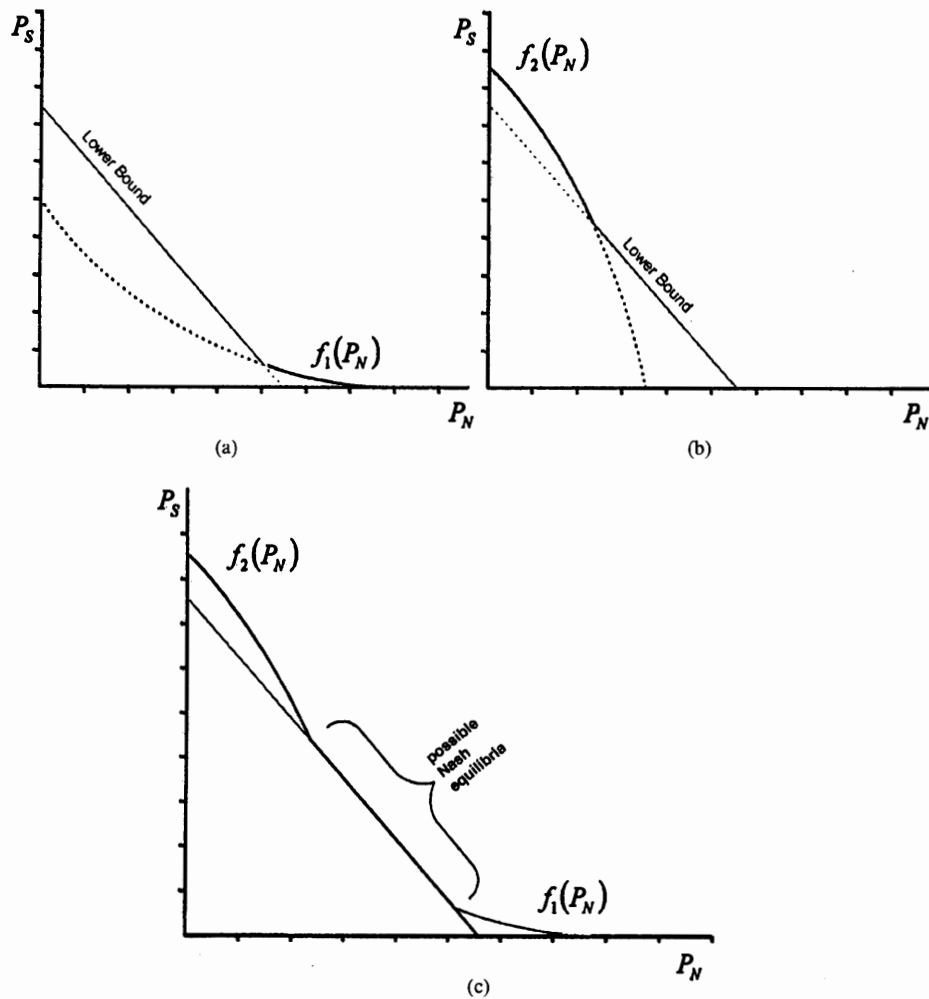 P_S
Lower Bound
f_1(P_N)
P_N
(a)
P_S
f_2(P_N)
Lower Bound
P_N
(b)
P_S
f_2(P_N)
possible
Nash
equilibria
f_1(P_N)
P_N
(c)